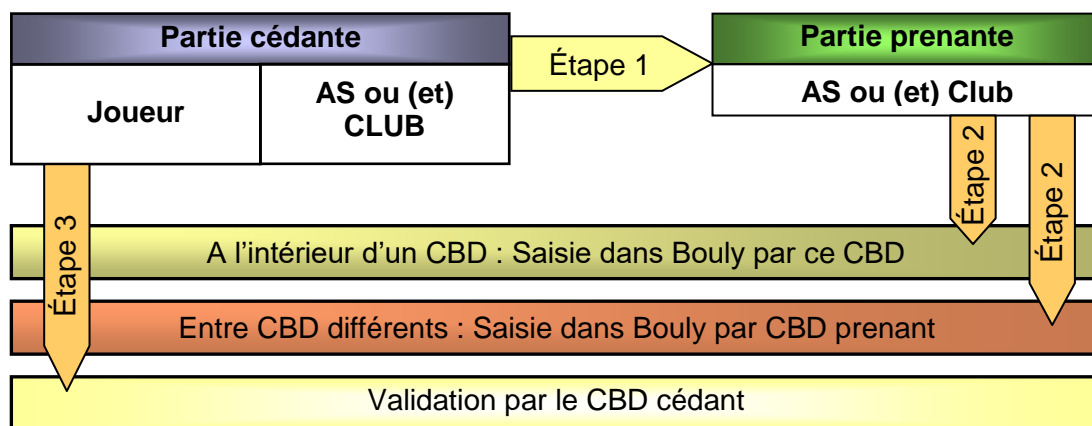 Partie cédante
Étape 1
Partie prenante
Joueur
AS ou (et)
CLUB
AS ou (et) Club
Étape 2
Étape 2
Étape 3
A l’intérieur d’un CBD : Saisie dans Bouly par ce CBD
Entre CBD différents : Saisie dans Bouly par CBD prenant
Validation par le CBD cédant